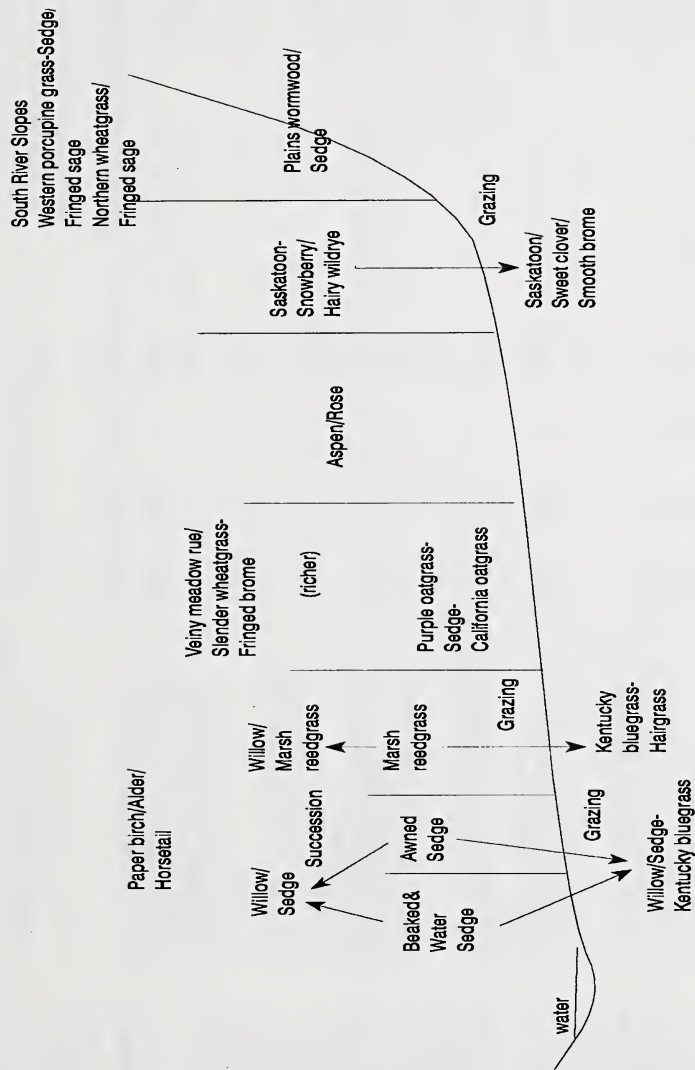 South River Slopes
Western porcupine grass-Sedge/
Fringed sage
Northern wheatgrass/
Fringed sage
Plains wormwood/
Sedge
Saskatoon-
Snowberry/
Hairy wildrye
Grazing
Saskatoon/
Sweet clover/
Smooth brome
Aspen/Rose
Veiny meadow rue/
Slender wheatgrass-
Fringed brome
(richer)
Purple oatgrass-
Sedge-
California oatgrass
Paper birch/Alder/
Horsetail
Willow/
Marsh
reedgrass
Marsh
reedgrass
Grazing
Kentucky
bluegrass-
Hairgrass
Willow/
Sedge
Succession
Awned
Sedge
Beaked&
Water
Sedge
Grazing
Willow/Sedge-
Kentucky bluegrass
water